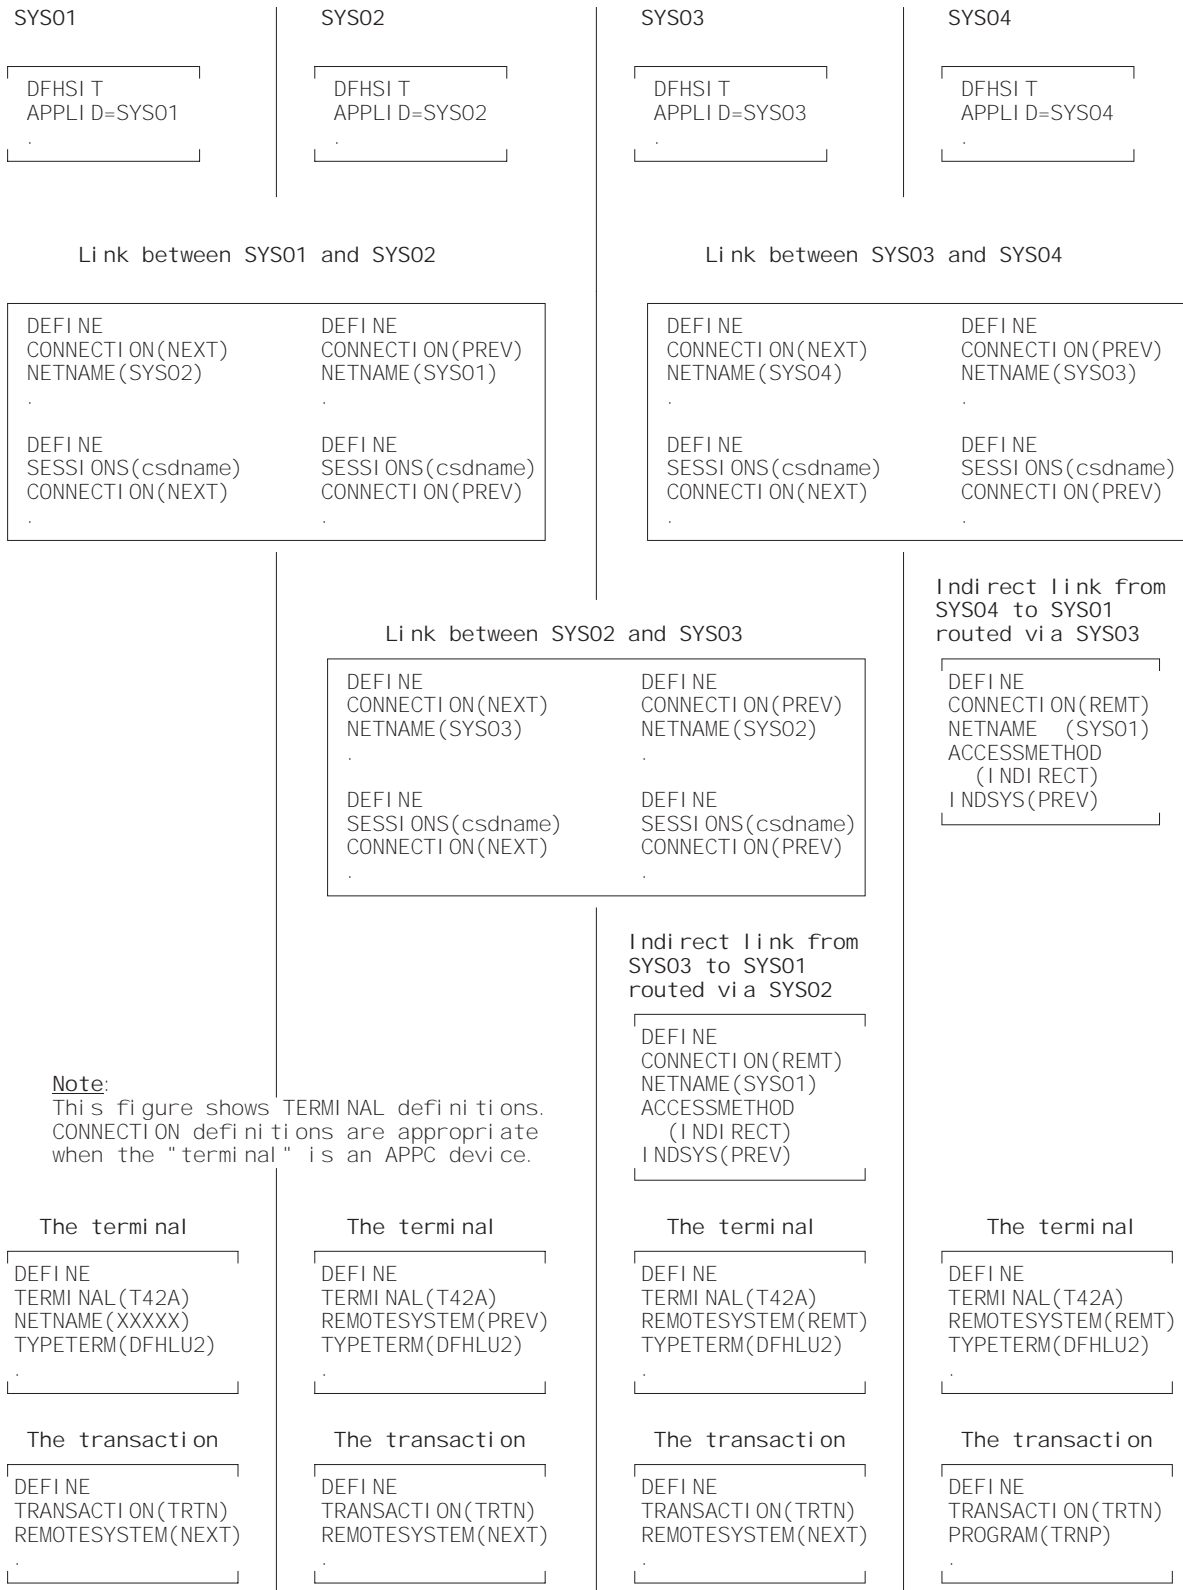 SYS01 SYS02 SYS03 SYS04
DFHSIT DFHSIT DFHSIT DFHSIT
APPLID=SYS01 APPLID=SYS02 APPLID=SYS03 APPLID=SYS04
. . . .
Link between SYS01 and SYS02 Link between SYS03 and SYS04
DEFINE DEFINE DEFINE DEFINE
CONNECTION(NEXT) CONNECTION(PREV) CONNECTION(NEXT) CONNECTION(PREV)
NETNAME(SYS02) NETNAME(SYS01) NETNAME(SYS04) NETNAME(SYS03)
. . . .
DEFINE DEFINE DEFINE DEFINE
SESSIONS(csdname) SESSIONS(csdname) SESSIONS(csdname) SESSIONS(csdname)
CONNECTION(NEXT) CONNECTION(PREV) CONNECTION(NEXT) CONNECTION(PREV)
. . . .
Indirect link from
SYS04 to SYS01
routed via SYS03
Link between SYS02 and SYS03
DEFINE DEFINE
CONNECTION(NEXT) CONNECTION(PREV)
NETNAME(SYS03) NETNAME(SYS02)
. .
DEFINE DEFINE
SESSIONS(csdname) SESSIONS(csdname)
CONNECTION(NEXT) CONNECTION(PREV)
. .
DEFINE
CONNECTION(REMT)
NETNAME (SYS01)
ACCESSMETHOD
(INDIRECT)
INDSYS(PREV)
Indirect link from
SYS03 to SYS01
routed via SYS02
DEFINE
CONNECTION(REMT)
NETNAME(SYS01)
ACCESSMETHOD
(INDIRECT)
INDSYS(PREV)
Note:
This figure shows TERMINAL definitions.
CONNECTION definitions are appropriate
when the "terminal" is an APPC device.
The terminal The terminal The terminal The terminal
DEFINE DEFINE DEFINE DEFINE
TERMINAL(T42A) TERMINAL(T42A) TERMINAL(T42A) TERMINAL(T42A)
NETNAME(XXXXX) REMOTESYSTEM(PREV) REMOTESYSTEM(REMT) REMOTESYSTEM(REMT)
TYPETERM(DFHLU2) TYPETERM(DFHLU2) TYPETERM(DFHLU2) TYPETERM(DFHLU2)
. . . .
The transaction The transaction The transaction The transaction
DEFINE DEFINE DEFINE DEFINE
TRANSACTION(TRTN) TRANSACTION(TRTN) TRANSACTION(TRTN) TRANSACTION(TRTN)
REMOTESYSTEM(NEXT) REMOTESYSTEM(NEXT) REMOTESYSTEM(NEXT) PROGRAM(TRNP)
. . . .